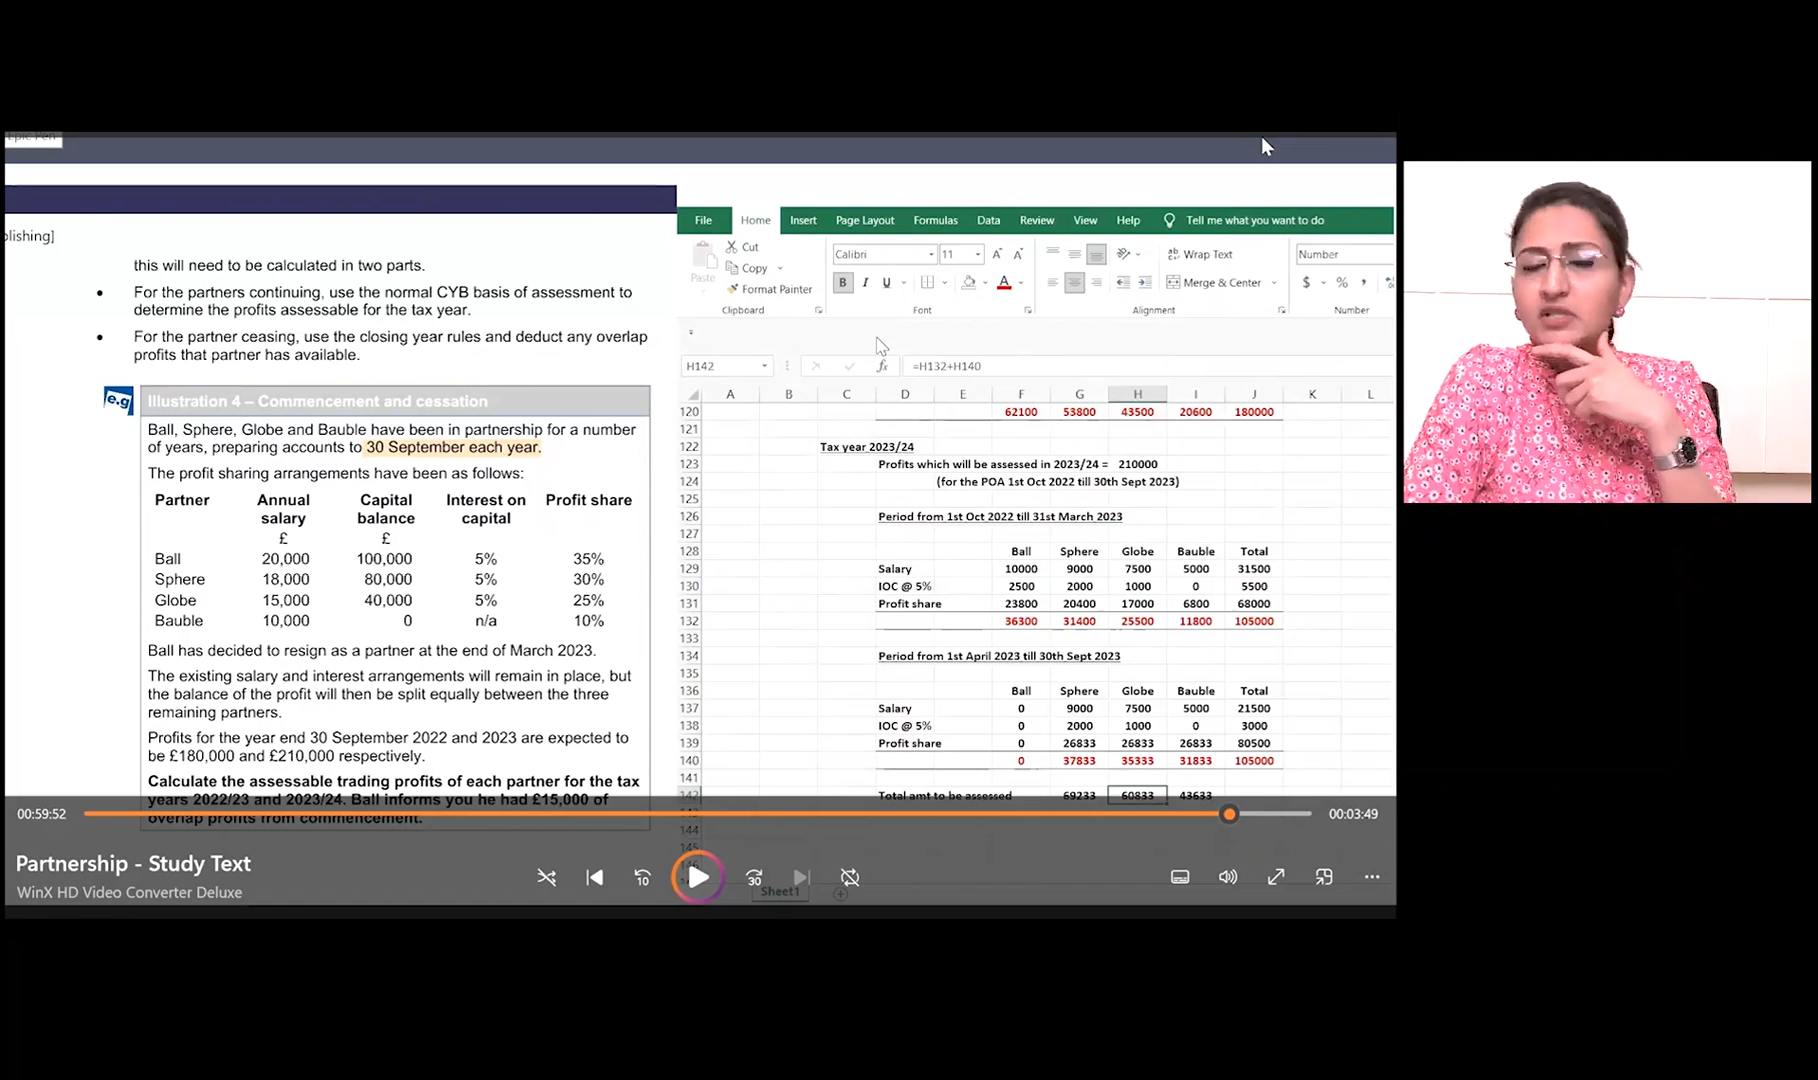 Epic Pen
plishing]
this will need to be calculated in two parts.
• For the partners continuing, use the normal CYB basis of assessment to
determine the profits assessable for the tax year.
• For the partner ceasing, use the closing year rules and deduct any overlap
profits that partner has available.
e.g
Illustration 4 – Commencement and cessation
Ball, Sphere, Globe and Bauble have been in partnership for a number
of years, preparing accounts to 30 September each year.
The profit sharing arrangements have been as follows:
Partner Annual Capital Interest on Profit share
salary balance capital
£ £
Ball 20,000 100,000 5% 35%
Sphere 18,000 80,000 5% 30%
Globe 15,000 40,000 5% 25%
Bauble 10,000 0 n/a 10%
Ball has decided to resign as a partner at the end of March 2023.
The existing salary and interest arrangements will remain in place, but
the balance of the profit will then be split equally between the three
remaining partners.
Profits for the year end 30 September 2022 and 2023 are expected to
be £180,000 and £210,000 respectively.
Calculate the assessable trading profits of each partner for the tax
years 2022/23 and 2023/24. Ball informs you he had £15,000 of
overlap profits from commencement.
File Home Insert Page Layout Formulas Data Review View Help Tell me what you want to do
Paste
Cut
Copy
Format Painter
Clipboard
Calibri 11 A A
B I U A
Font
ab Wrap Text
Merge & Center
Alignment
Number
$ % ,
Number
H142 fx =H132+H140
A B C D E F G H I J K L
120 62100 53800 43500 20600 180000
121
122 Tax year 2023/24
123 Profits which will be assessed in 2023/24 = 210000
124 (for the POA 1st Oct 2022 till 30th Sept 2023)
125
126 Period from 1st Oct 2022 till 31st March 2023
127
128 Ball Sphere Globe Bauble Total
129 Salary 10000 9000 7500 5000 31500
130 IOC @ 5% 2500 2000 1000 0 5500
131 Profit share 23800 20400 17000 6800 68000
132 36300 31400 25500 11800 105000
133
134 Period from 1st April 2023 till 30th Sept 2023
135
136 Ball Sphere Globe Bauble Total
137 Salary 0 9000 7500 5000 21500
138 IOC @ 5% 0 2000 1000 0 3000
139 Profit share 0 26833 26833 26833 80500
140 0 37833 35333 31833 105000
141
142 Total amt to be assessed 69233 60833 43633
144
145
Sheet1
00:59:52
00:03:49
Partnership - Study Text
WinX HD Video Converter Deluxe
10
30